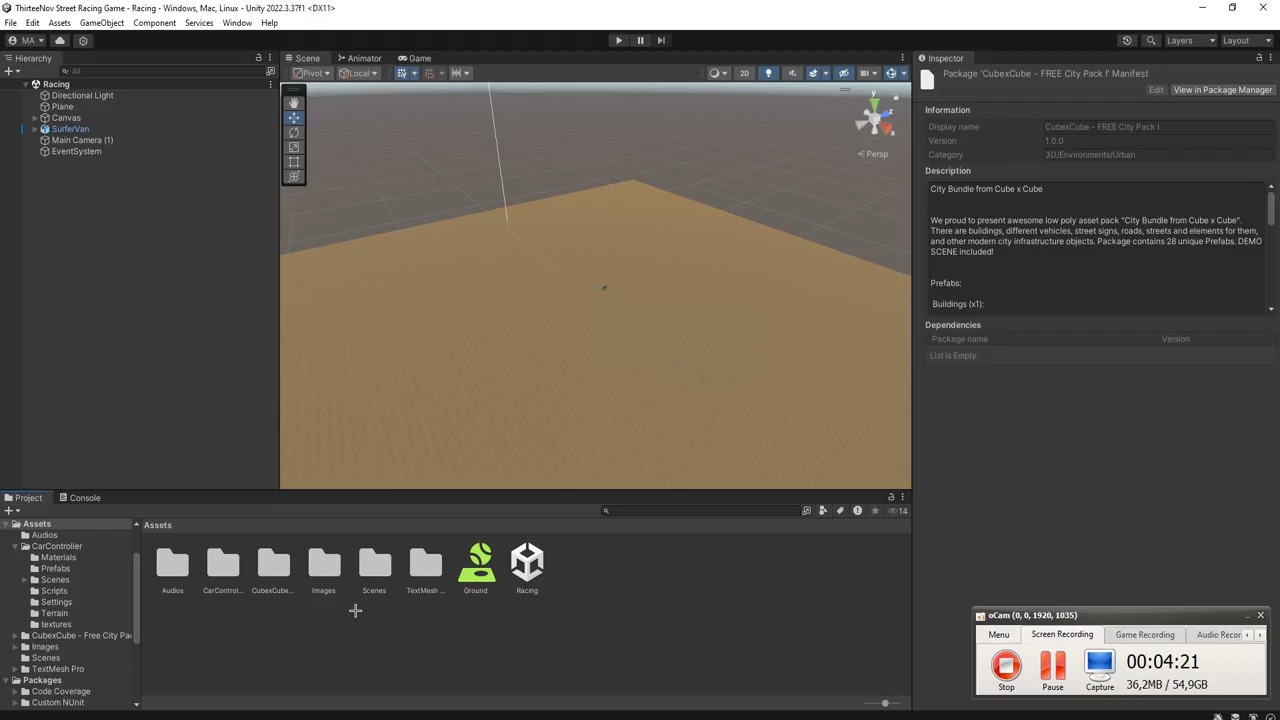 ThirteeNov Street Racing Game - Racing - Windows, Mac, Linux - Unity 2022.3.37f1 <DX11>
File Edit Assets GameObject Component Services Window Help
MA Layers Layout
Hierarchy
All
Racing
Directional Light
Plane
Canvas
SurferVan
Main Camera (1)
EventSystem
Scene Animator Game
Pivot Local 2D
y
z
x
Persp
Inspector
Package 'CubexCube - FREE City Pack I' Manifest
Edit View in Package Manager
Information
Display name CubexCube - FREE City Pack I
Version 1.0.0
Category 3D/Environments/Urban
Description
City Bundle from Cube x Cube
We proud to present awesome low poly asset pack "City Bundle from Cube x Cube".
There are buildings, different vehicles, street signs, roads, streets and elements for them,
and other modern city infrastructure objects. Package contains 28 unique Prefabs. DEMO
SCENE included!
Prefabs:
Buildings (x1):
Dependencies
Package name Version
List is Empty
Project Console
14
Assets
Audios
CarController
Materials
Prefabs
Scenes
Scripts
Settings
Terrain
textures
CubexCube - Free City Pa
Images
Scenes
TextMesh Pro
Packages
Code Coverage
Custom NUnit
Assets
Audios CarControl... CubexCube... Images Scenes TextMesh ... Ground Racing
oCam (0, 0, 1920, 1035)
Menu Screen Recording Game Recording Audio Recor
Stop Pause Capture
00:04:21
36,2MB / 54,9GB